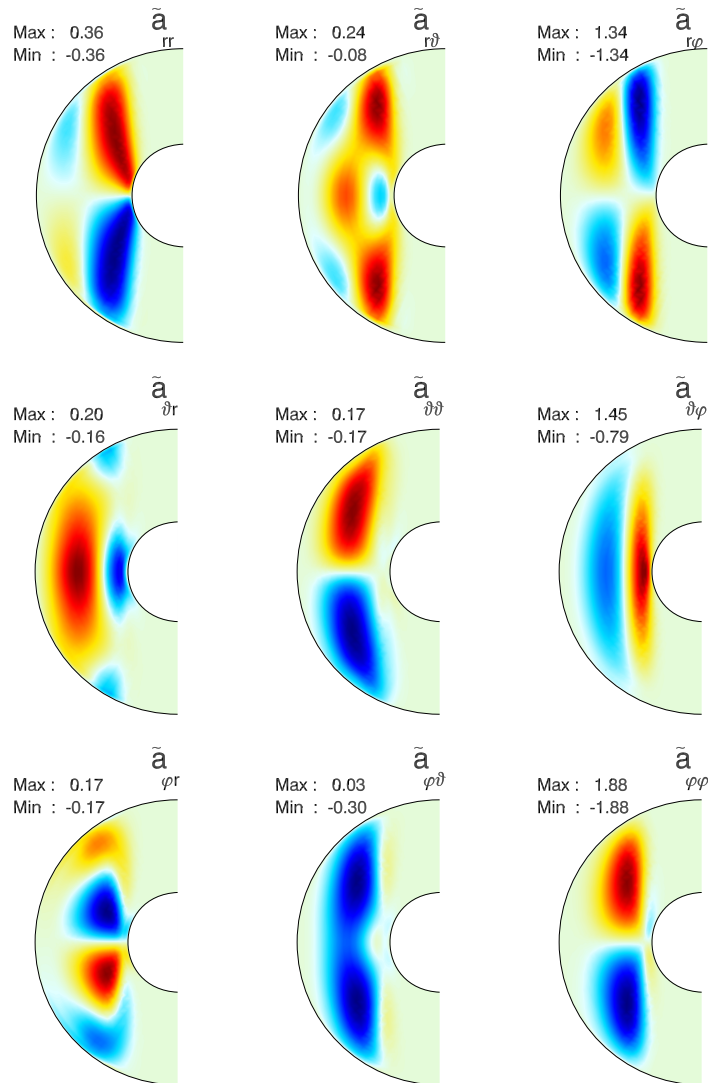 ã rr
Max : 0.36
Min : -0.36
ã rϑ
Max : 0.24
Min : -0.08
ã rφ
Max : 1.34
Min : -1.34
ã ϑr
Max : 0.20
Min : -0.16
ã ϑϑ
Max : 0.17
Min : -0.17
ã ϑφ
Max : 1.45
Min : -0.79
ã φr
Max : 0.17
Min : -0.17
ã φϑ
Max : 0.03
Min : -0.30
ã φφ
Max : 1.88
Min : -1.88